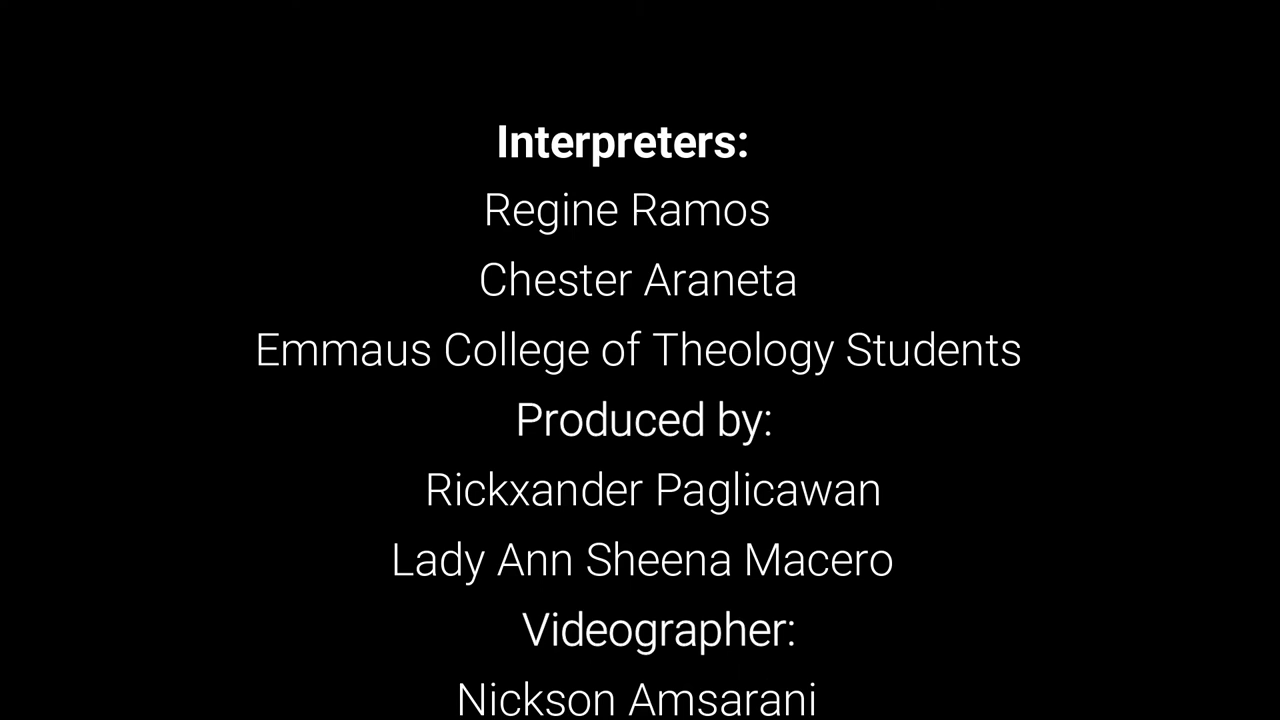 Interpreters:
Regine Ramos
Chester Araneta
Emmaus College of Theology Students
Produced by:
Rickxander Paglicawan
Lady Ann Sheena Macero
Videographer:
Nickson Amsarani